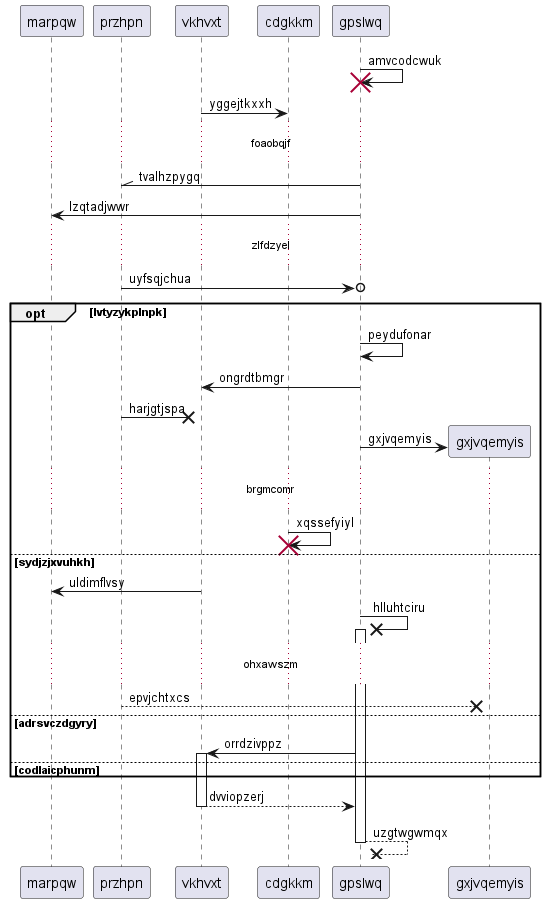 marpqw przhpn vkhvxt cdgkkm gpslwq
amvcodcwuk
yggejtkxxh
foaobqjf
tvalhzpygq
lzqtadjwwr
zlfdzyel
uyfsqjchua
opt [lvtyzykplnpk]
peydufonar
ongrdtbmgr
harjgtjspa
gxjvqemyis gxjvqemyis
brgmcomr
xqssefyiyl
[sydjzjxvuhkh]
uldimflvsy
hlluhtciru
ohxawszm
epvjchtxcs
[adrsvczdgyry]
orrdzivppz
[codlaicphunm]
dvviopzerj
uzgtwgwmqx
marpqw przhpn vkhvxt cdgkkm gpslwq gxjvqemyis